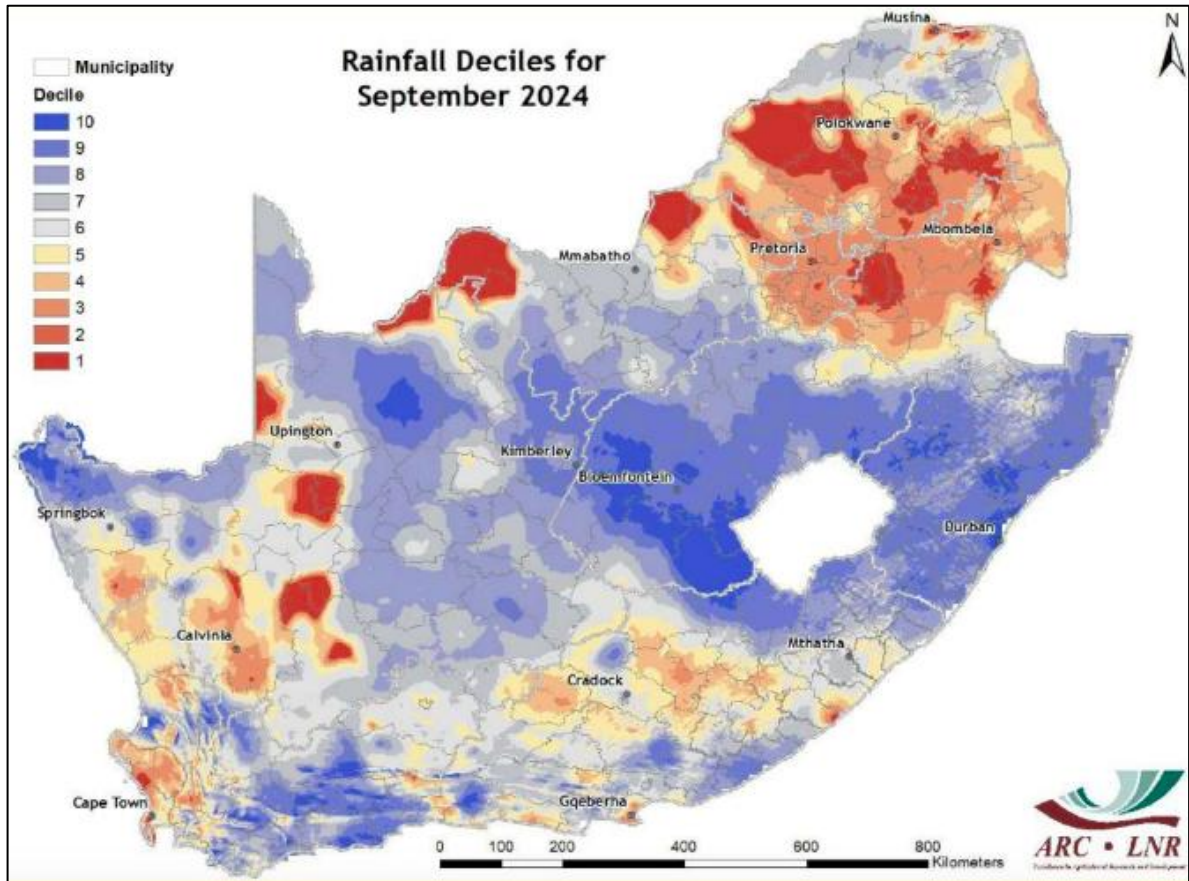 Musina
N
Rainfall Deciles for
September 2024
Municipality
Decile
10
9
8
7
6
5
4
3
2
1
Polokwane
Mmabatho
Pretoria
Mbombela
Upington
Kimberley
Bloemfontein
Springbok
Durban
Calvinia
Mthatha
Cradock
Cape Town
Gqeberha
0 100 200 400 600 800
Kilometers
ARC • LNR